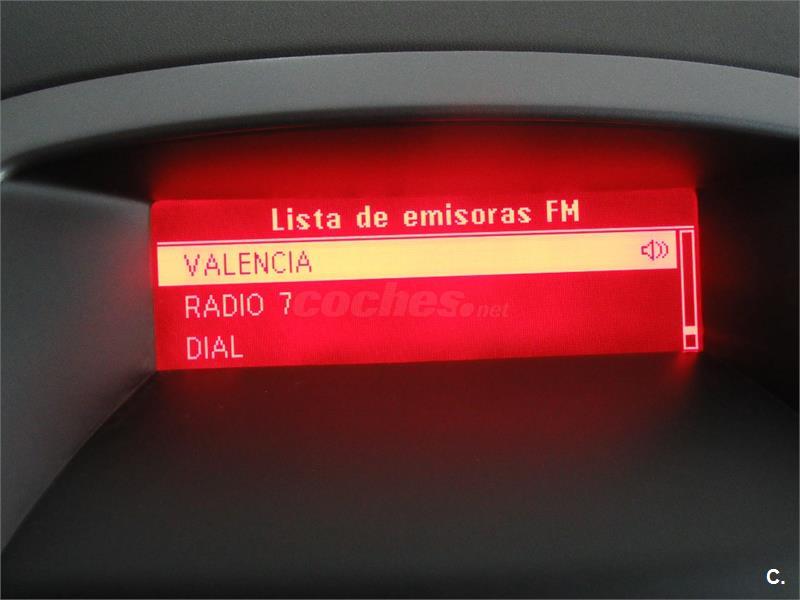 Lista de emisoras FM
VALENCIA
RADIO 7
coches.net
DIAL
C.